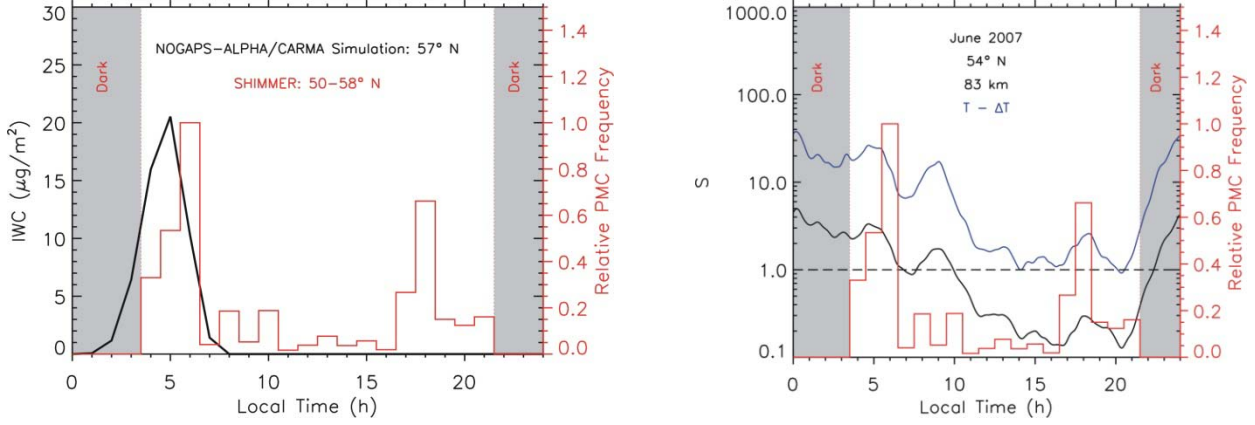 NOGAPS-ALPHA/CARMA Simulation: 57° N
SHIMMER: 50-58° N
Dark
Dark
IWC (μg/m²)
30
25
20
15
10
5
0
Relative PMC Frequency
1.4
1.2
1.0
0.8
0.6
0.4
0.2
0.0
0 5 10 15 20
Local Time (h)
June 2007
54° N
83 km
T - ΔT
Dark
Dark
S
1000.0
100.0
10.0
1.0
0.1
Relative PMC Frequency
1.4
1.2
1.0
0.8
0.6
0.4
0.2
0.0
0 5 10 15 20
Local Time (h)